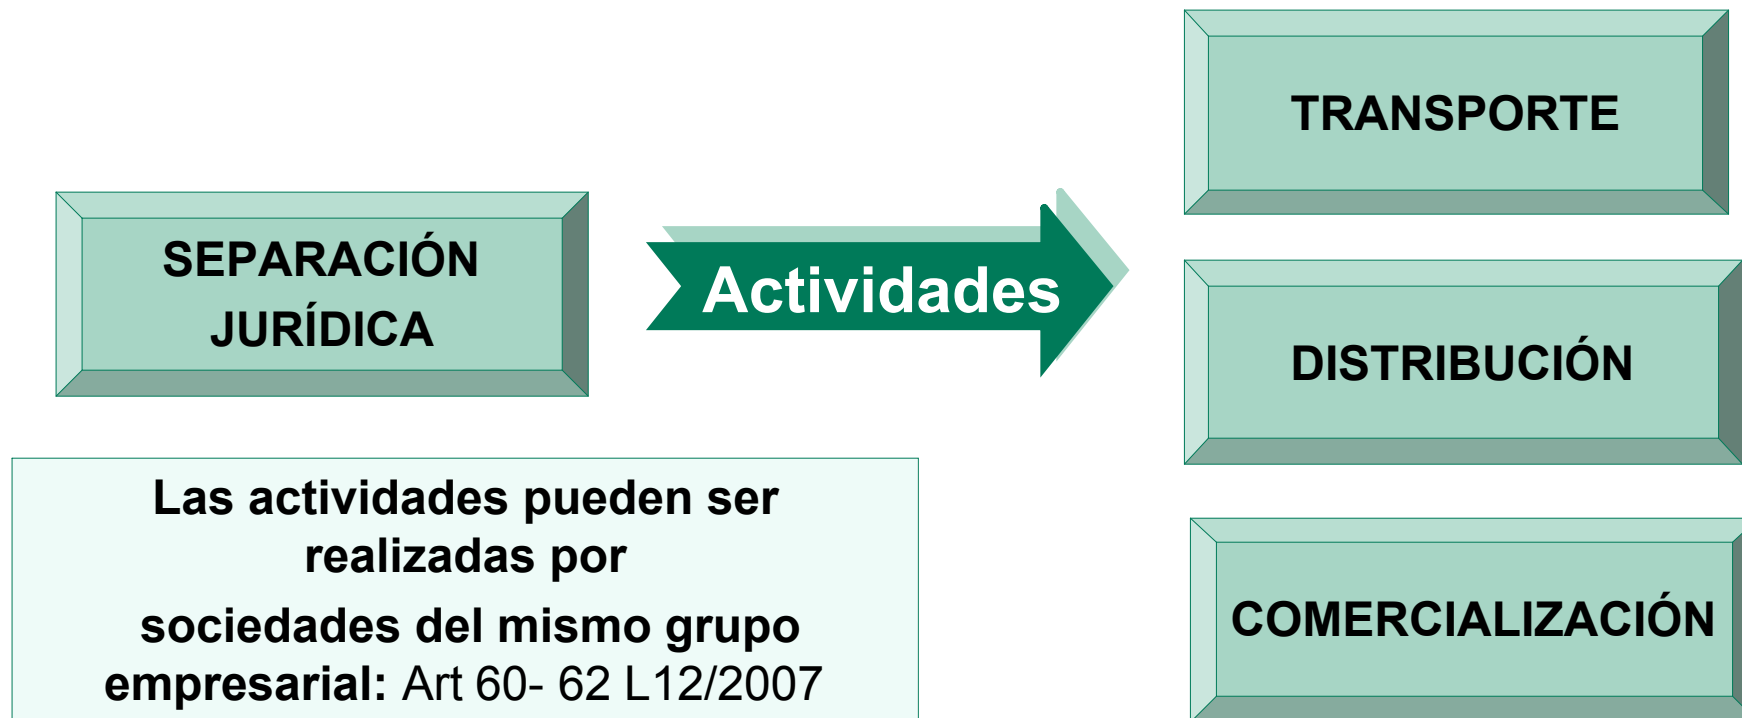 SEPARACIÓN
JURÍDICA
Actividades
TRANSPORTE
DISTRIBUCIÓN
COMERCIALIZACIÓN
Las actividades pueden ser
realizadas por
sociedades del mismo grupo
empresarial: Art 60- 62 L12/2007